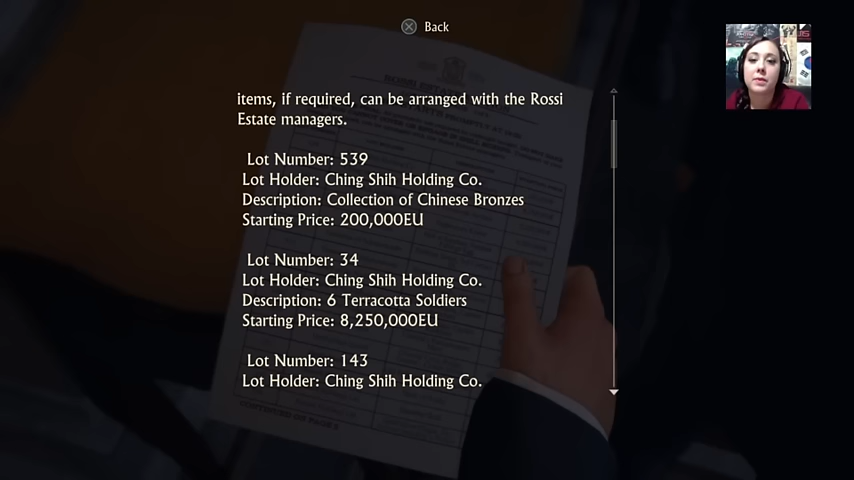 Back
items, if required, can be arranged with the Rossi
Estate managers.
Lot Number: 539
Lot Holder: Ching Shih Holding Co.
Description: Collection of Chinese Bronzes
Starting Price: 200,000EU
Lot Number: 34
Lot Holder: Ching Shih Holding Co.
Description: 6 Terracotta Soldiers
Starting Price: 8,250,000EU
Lot Number: 143
Lot Holder: Ching Shih Holding Co.